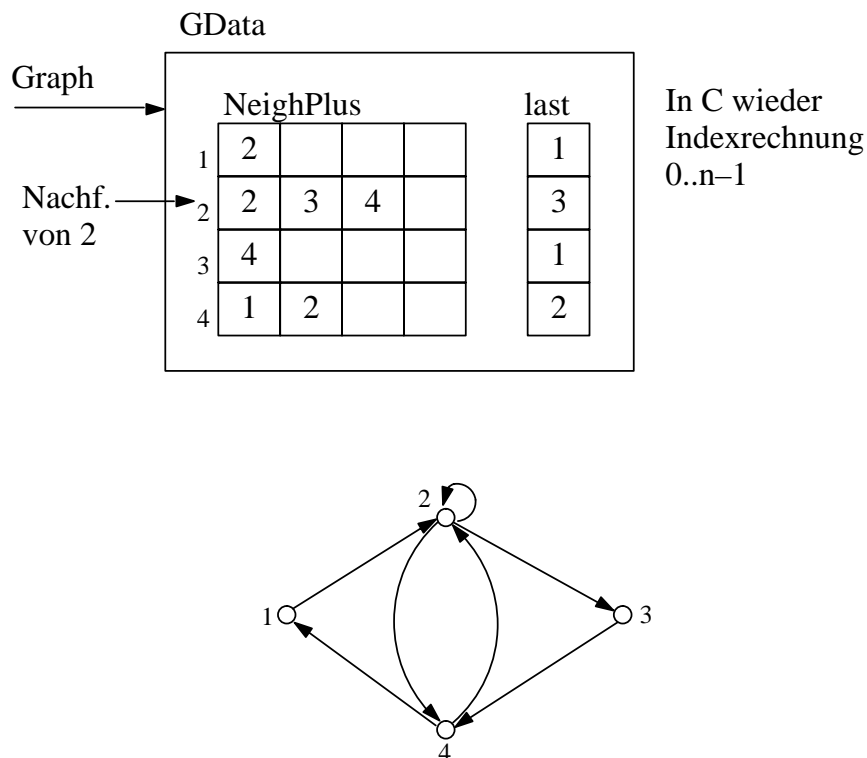 GData
Graph
NeighPlus last
1 2 1
2 2 3 4 3
3 4 1
4 1 2 2
Nachf.
von 2
In C wieder
Indexrechnung
0..n–1
2
1
3
4